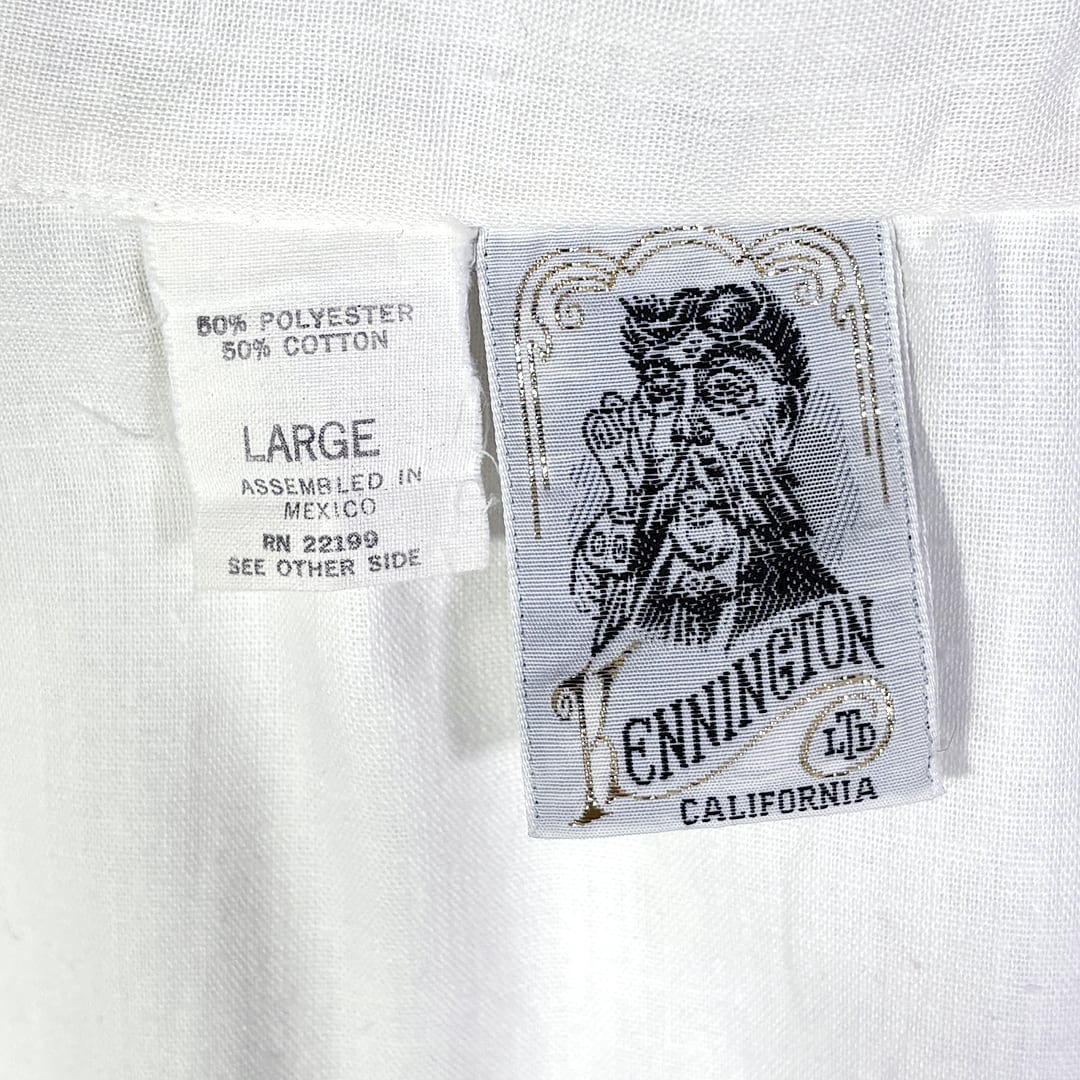 50% POLYESTER
50% COTTON
LARGE
ASSEMBLED IN
MEXICO
RN 22199
SEE OTHER SIDE
KENNINGTON
LTD
CALIFORNIA